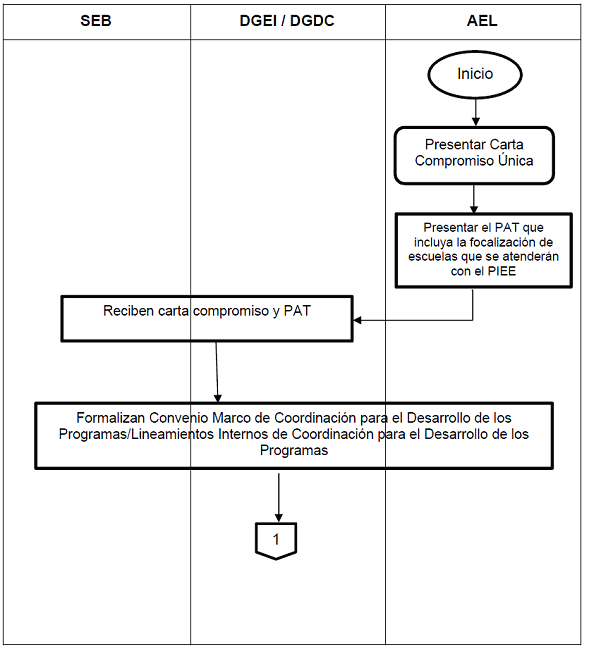 SEB
DGEI / DGDC
AEL
Inicio
Presentar Carta
Compromiso Única
Presentar el PAT que
incluya la focalización de
escuelas que se atenderán
con el PIEE
Reciben carta compromiso y PAT
Formalizan Convenio Marco de Coordinación para el Desarrollo de los
Programas/Lineamientos Internos de Coordinación para el Desarrollo de los
Programas
1